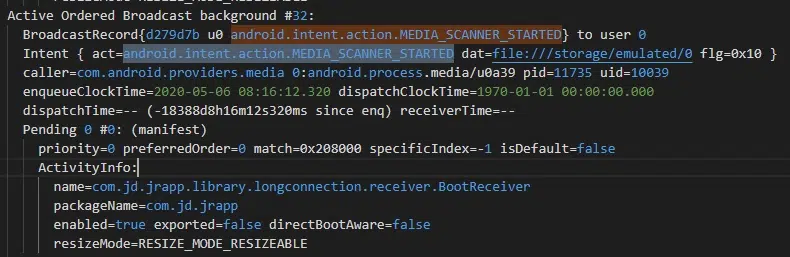 Active Ordered Broadcast background #32:
BroadcastRecord{d279d7b u0 android.intent.action.MEDIA_SCANNER_STARTED} to user 0
Intent { act=android.intent.action.MEDIA_SCANNER_STARTED dat=file:///storage/emulated/0 flg=0x10 }
caller=com.android.providers.media 0:android.process.media/u0a39 pid=11735 uid=10039
enqueueClockTime=2020-05-06 08:16:12.320 dispatchClockTime=1970-01-01 00:00:00.000
dispatchTime=-- (-18388d8h16m12s320ms since enq) receiverTime=--
Pending 0 #0: (manifest)
priority=0 preferredOrder=0 match=0x208000 specificIndex=-1 isDefault=false
ActivityInfo:
name=com.jd.jrapp.library.longconnection.receiver.BootReceiver
packageName=com.jd.jrapp
enabled=true exported=false directBootAware=false
resizeMode=RESIZE_MODE_RESIZEABLE